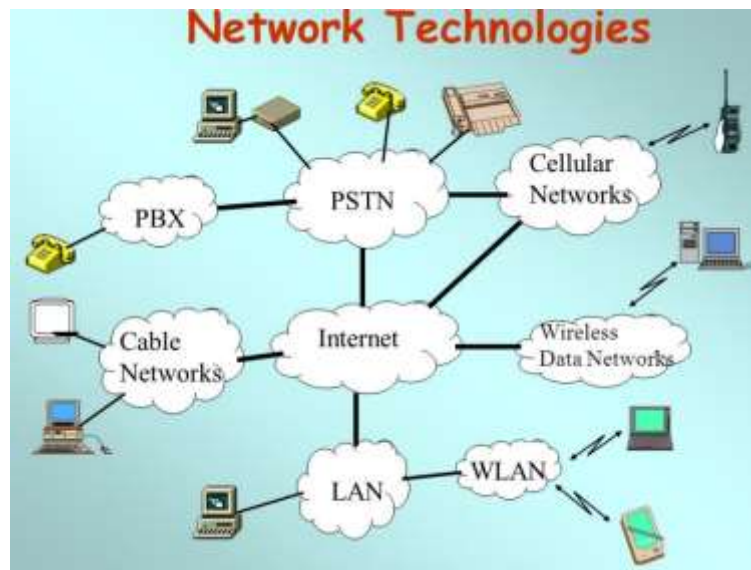 Network Technologies
Cellular
Networks
PSTN
PBX
Internet
Wireless
Data Networks
Cable
Networks
LAN
WLAN